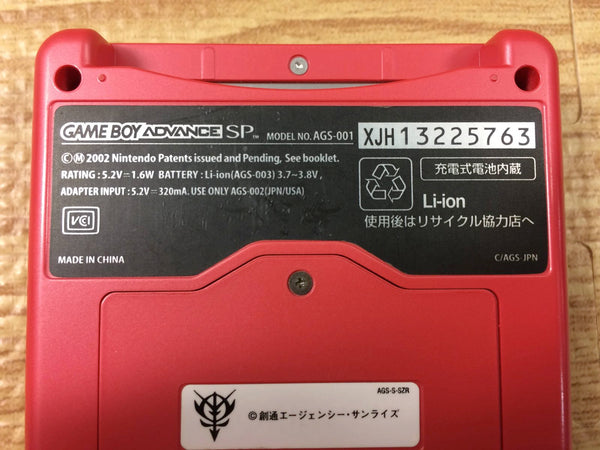 GAME BOY ADVANCE SP™ MODEL NO. AGS-001 XJH13225763
©Ⓜ 2002 Nintendo Patents issued and Pending, See booklet.
RATING : 5.2V⎓1.6W BATTERY : Li-ion(AGS-003) 3.7~3.8V,
ADAPTER INPUT : 5.2V⎓320mA. USE ONLY AGS-002(JPN/USA)
VCI
MADE IN CHINA
充電式電池内蔵
Li-ion
使用後はリサイクル協力店へ
C/AGS-JPN
AGS-S-SZR
©創通エージェンシー・サンライズ